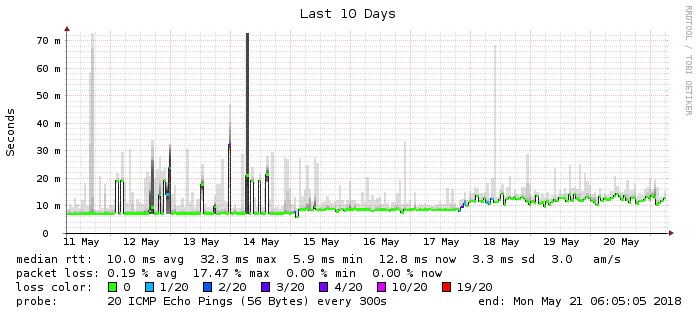 Last 10 Days
RRDTOOL / TOBI OETIKER
Seconds
70 m
60 m
50 m
40 m
30 m
20 m
10 m
0
11 May 12 May 13 May 14 May 15 May 16 May 17 May 18 May 19 May 20 May
median rtt: 10.0 ms avg 32.3 ms max 5.9 ms min 12.8 ms now 3.3 ms sd 3.0 am/s
packet loss: 0.19 % avg 17.47 % max 0.00 % min 0.00 % now
loss color: 0 1/20 2/20 3/20 4/20 10/20 19/20
probe: 20 ICMP Echo Pings (56 Bytes) every 300s end: Mon May 21 06:05:05 2018